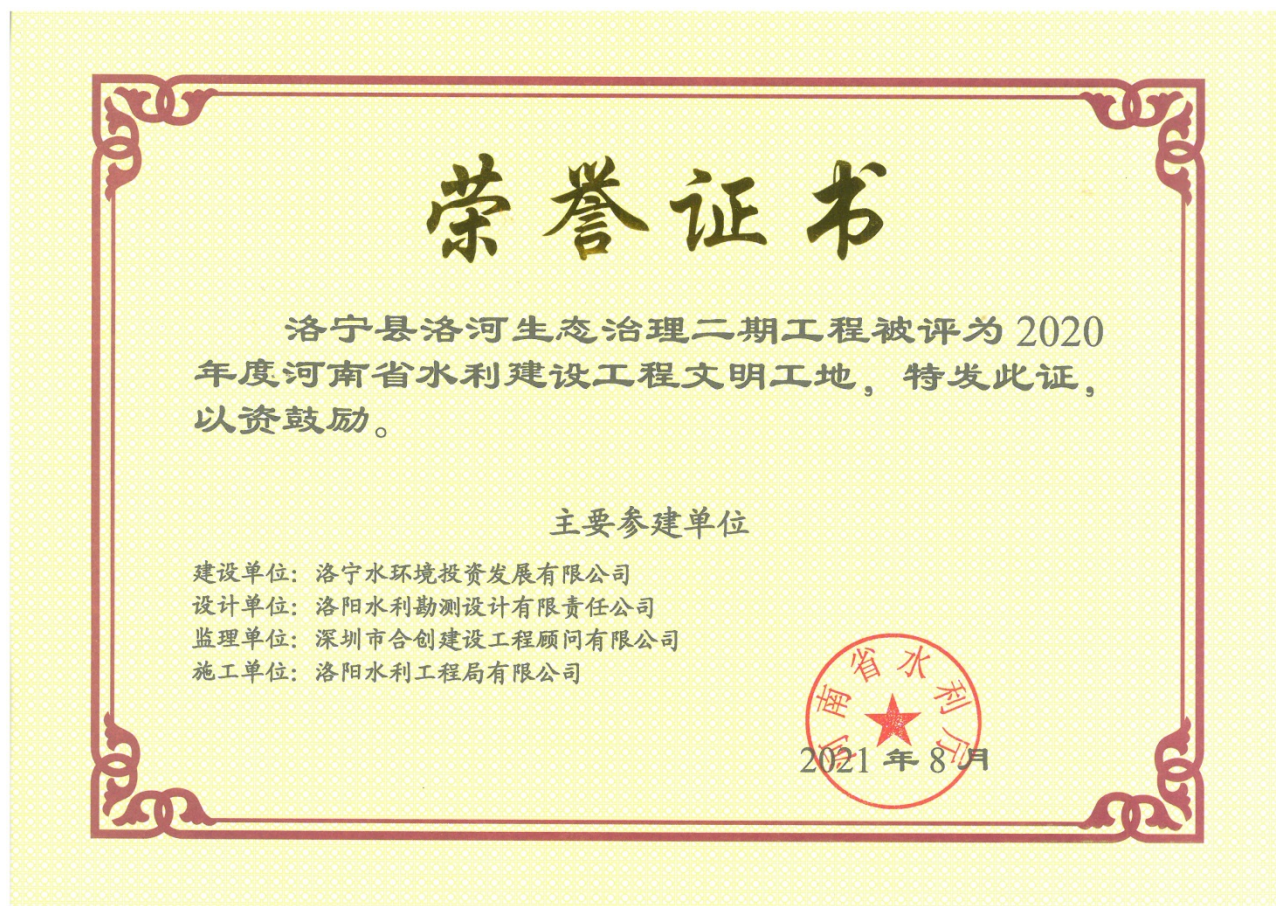 荣誉证书
洛宁县洛河生态治理二期工程被评为2020
年度河南省水利建设工程文明工地，特发此证，
以资鼓励。
主要参建单位
建设单位：洛宁水环境投资发展有限公司
设计单位：洛阳水利勘测设计有限责任公司
监理单位：深圳市合创建设工程顾问有限公司
施工单位：洛阳水利工程局有限公司
河南省水利厅
2021年8月